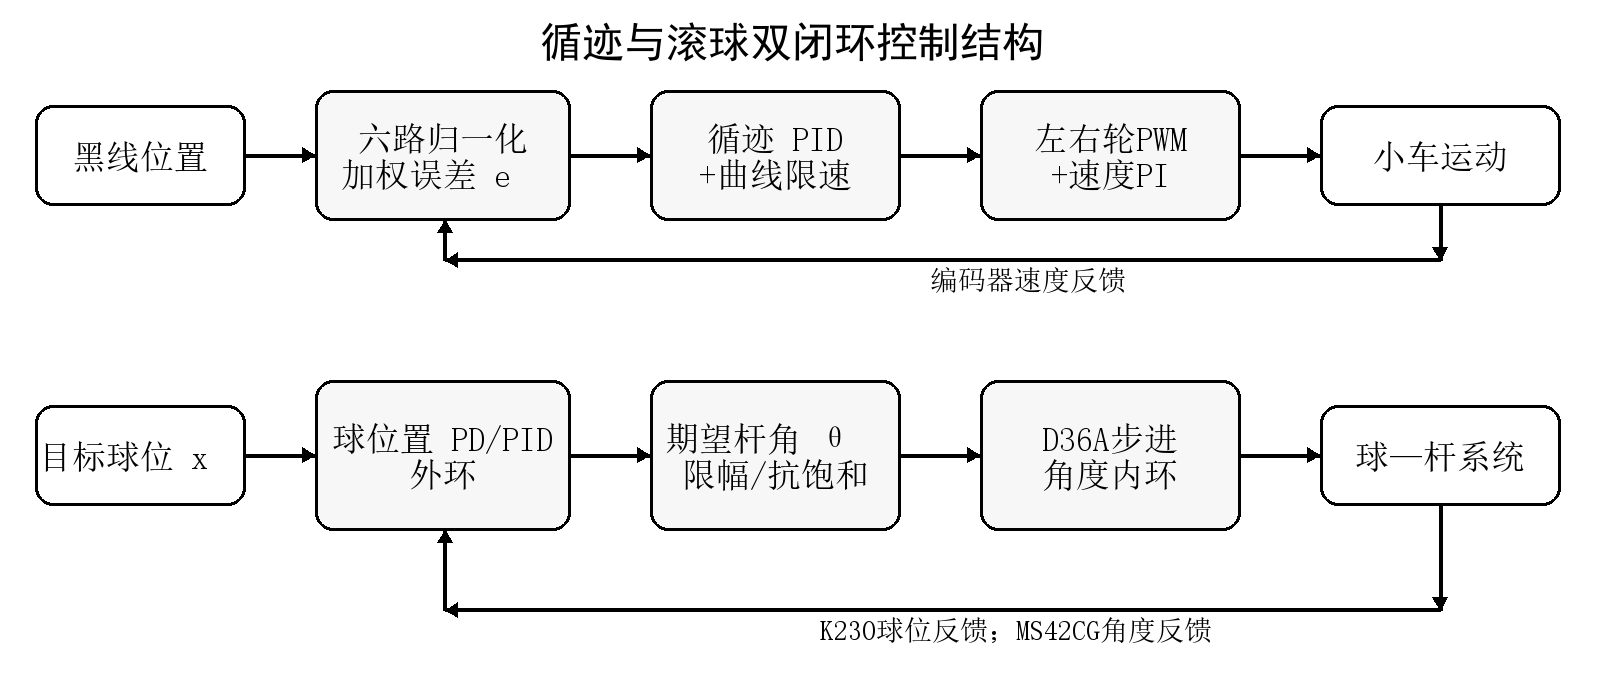 循迹与滚球双闭环控制结构
黑线位置
六路归一化
加权误差 e
循迹 PID
+曲线限速
左右轮PWM
+速度PI
小车运动
编码器速度反馈
目标球位 x
球位置 PD/PID
外环
期望杆角 θ
限幅/抗饱和
D36A步进
角度内环
球—杆系统
K230球位反馈；MS42CG角度反馈